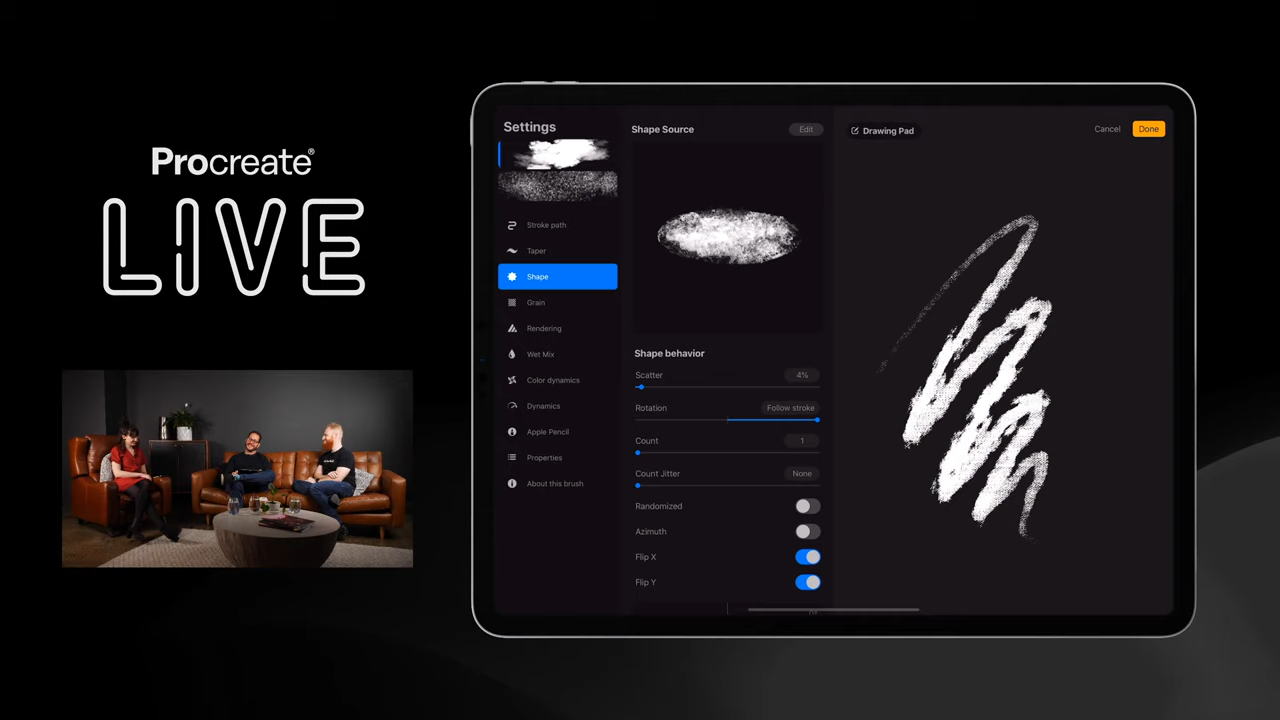 Procreate®
LIVE
Settings
Stroke path
Taper
Shape
Grain
Rendering
Wet Mix
Color dynamics
Dynamics
Apple Pencil
Properties
About this brush
Shape Source
Edit
Shape behavior
Scatter
4%
Rotation
Follow stroke
Count
1
Count Jitter
None
Randomized
Azimuth
Flip X
Flip Y
Drawing Pad
Cancel
Done